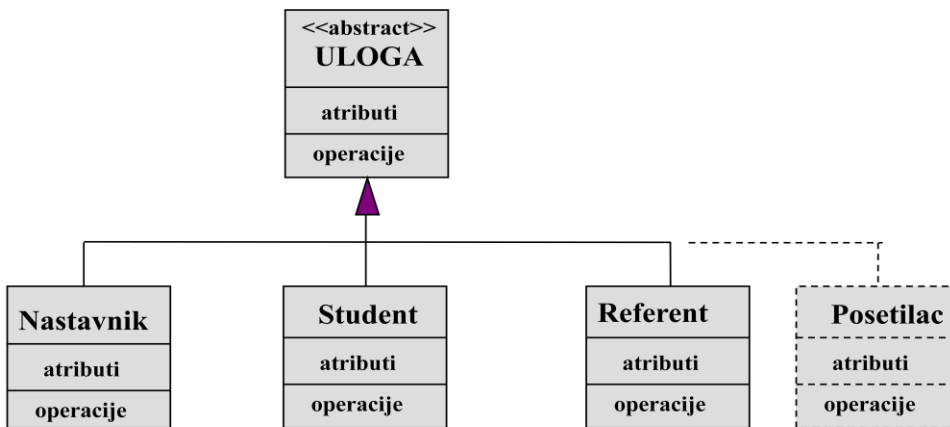 <<abstract>>
ULOGA
atributi
operacije
Nastavnik
atributi
operacije
Student
atributi
operacije
Referent
atributi
operacije
Posetilac
atributi
operacije